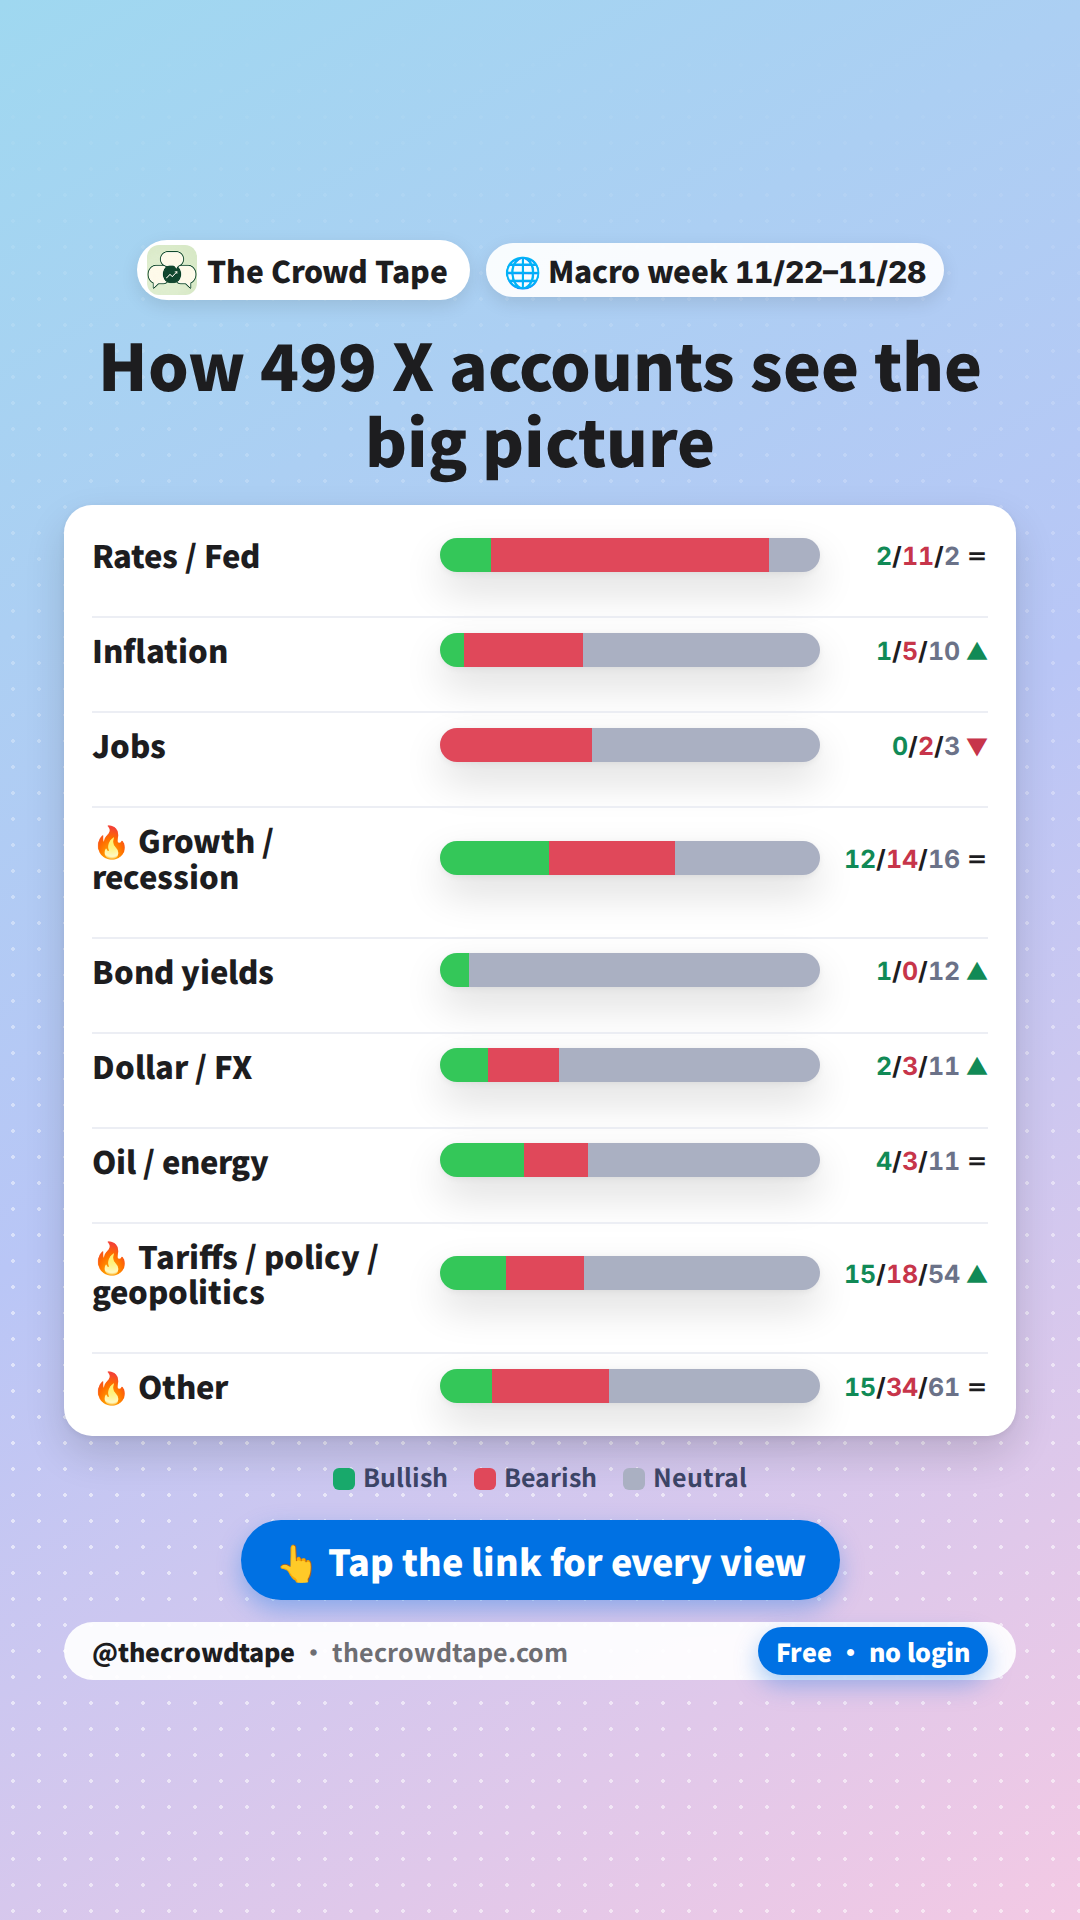 The Crowd Tape
🌐 Macro week 11/22–11/28
How 499 X accounts see the
big picture
Rates / Fed 2/11/2 =
Inflation 1/5/10 ▲
Jobs 0/2/3 ▼
🔥 Growth /
recession 12/14/16 =
Bond yields 1/0/12 ▲
Dollar / FX 2/3/11 ▲
Oil / energy 4/3/11 =
🔥 Tariffs / policy /
geopolitics 15/18/54 ▲
🔥 Other 15/34/61 =
Bullish Bearish Neutral
👆 Tap the link for every view
@thecrowdtape • thecrowdtape.com Free • no login